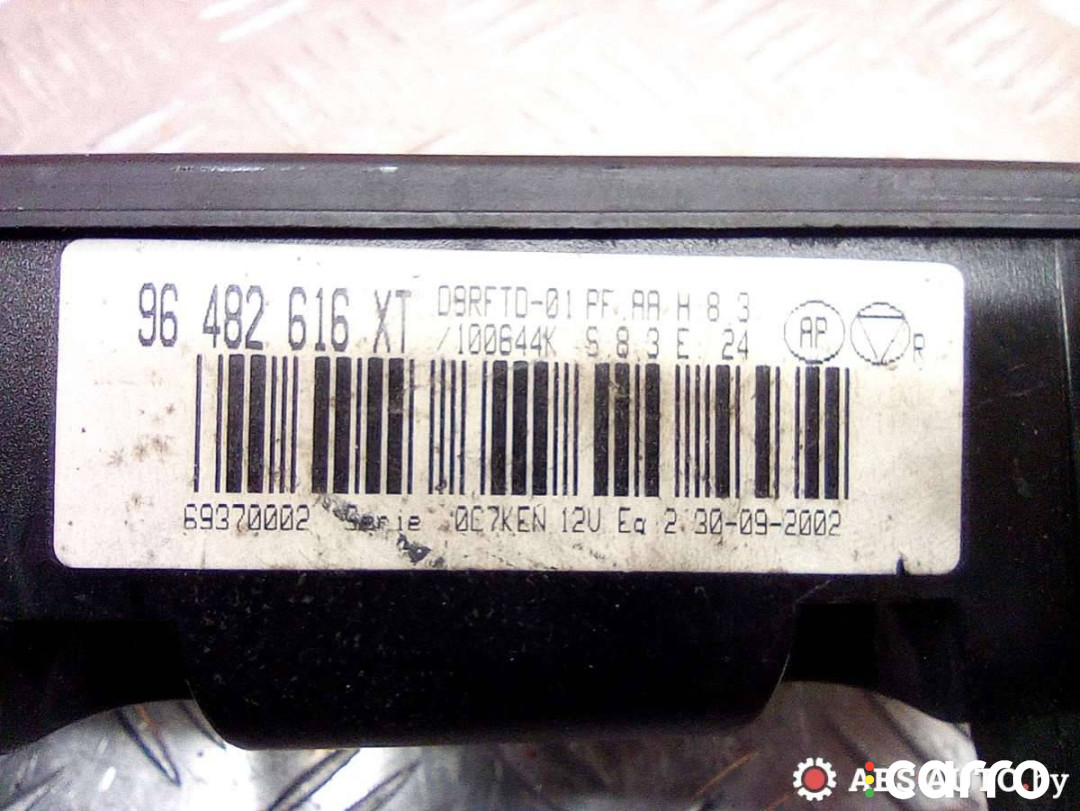 96 482 616 XT D9RFTD-01 PF.AA H 8 3
/100644K S 8 3 E 24
AP R
69370002 Serie 0C7KEN 12V Eq 2 30-09-2002
carro